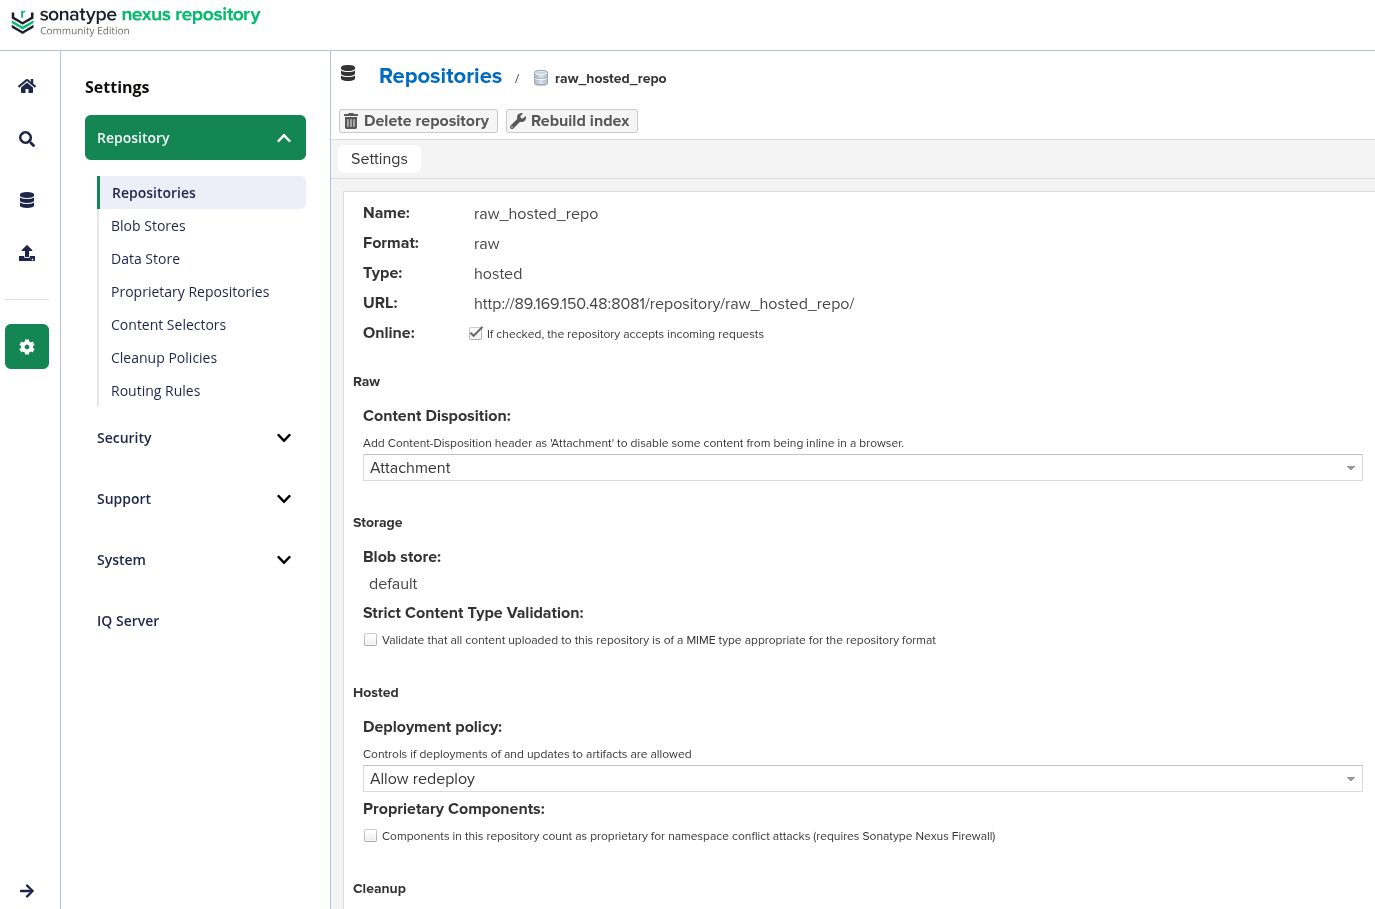 sonatype nexus repository
Community Edition
Settings
Repository
Repositories
Blob Stores
Data Store
Proprietary Repositories
Content Selectors
Cleanup Policies
Routing Rules
Security
Support
System
IQ Server
Repositories / raw_hosted_repo
Delete repository Rebuild index
Settings
Name: raw_hosted_repo
Format: raw
Type: hosted
URL: http://89.169.150.48:8081/repository/raw_hosted_repo/
Online: If checked, the repository accepts incoming requests
Raw
Content Disposition:
Add Content-Disposition header as 'Attachment' to disable some content from being inline in a browser.
Attachment
Storage
Blob store:
default
Strict Content Type Validation:
Validate that all content uploaded to this repository is of a MIME type appropriate for the repository format
Hosted
Deployment policy:
Controls if deployments of and updates to artifacts are allowed
Allow redeploy
Proprietary Components:
Components in this repository count as proprietary for namespace conflict attacks (requires Sonatype Nexus Firewall)
Cleanup